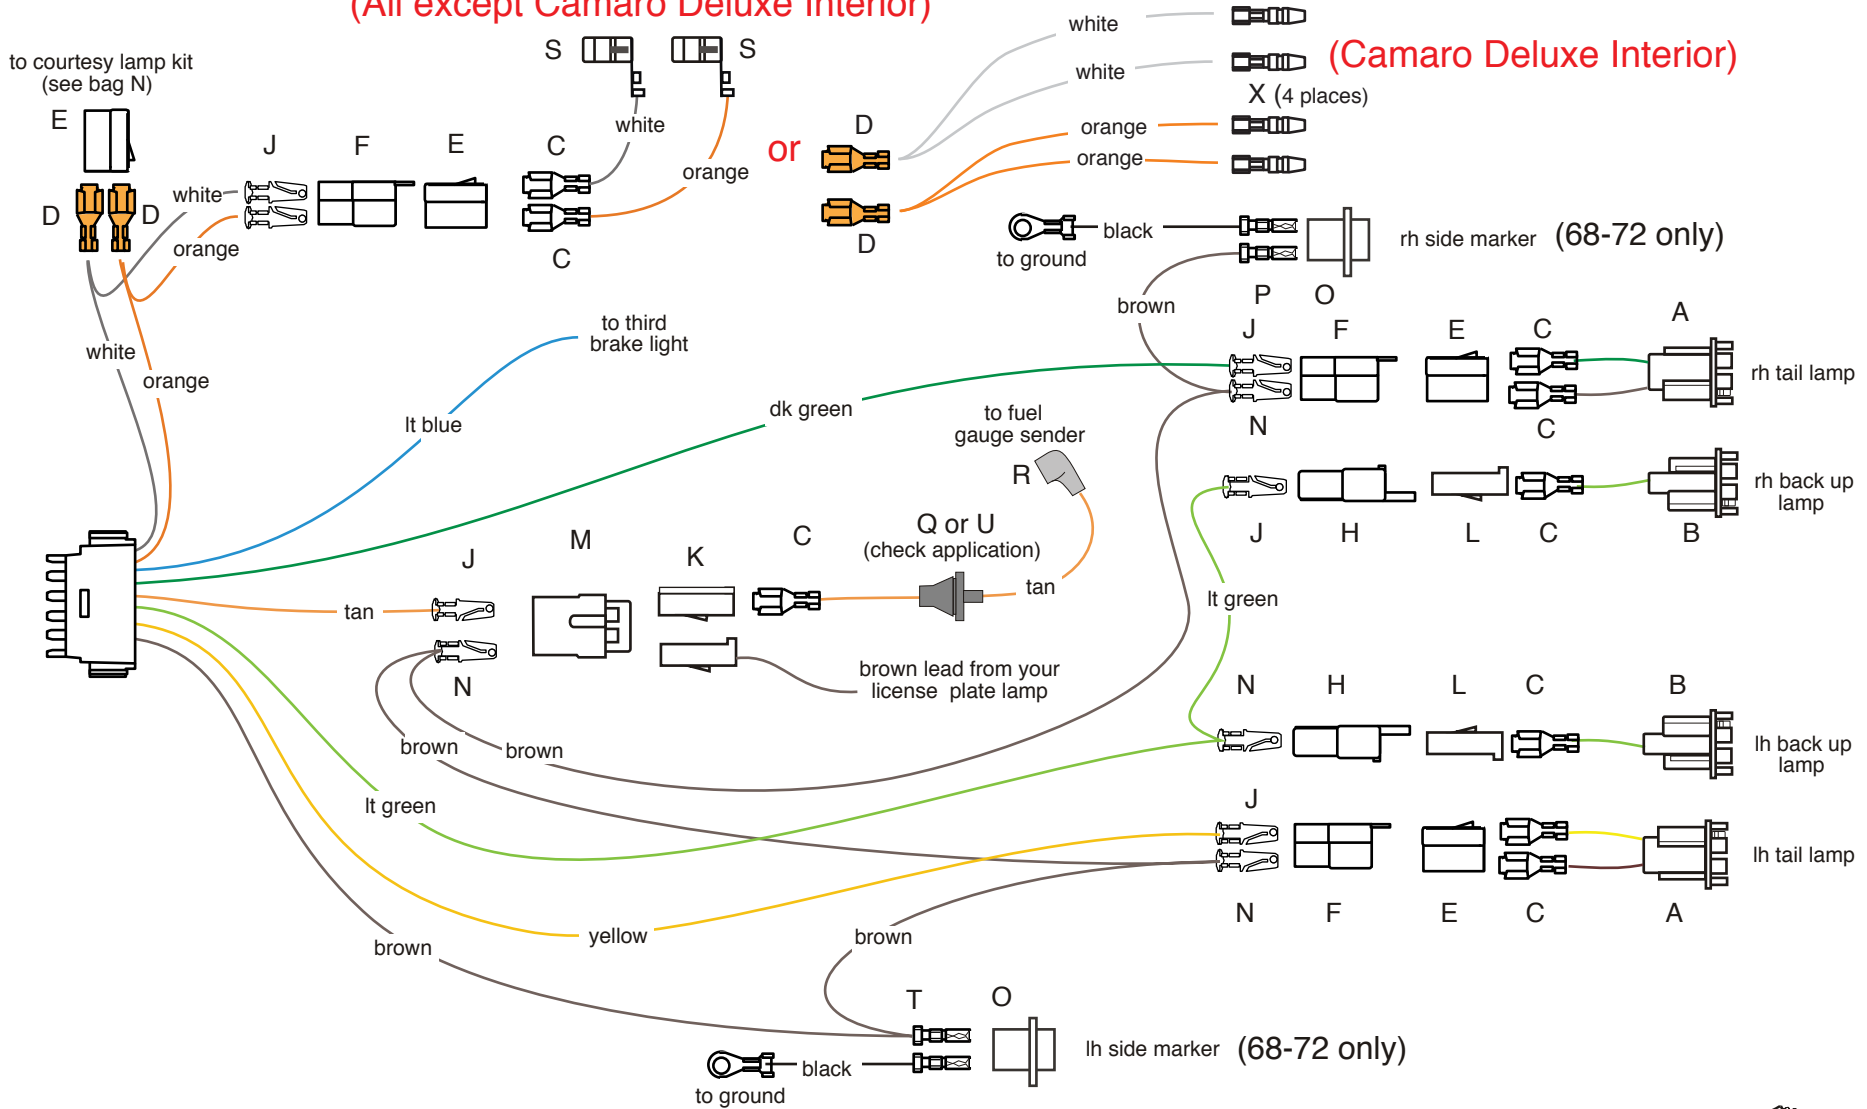 (All except Camaro Deluxe Interior)
white
S
S
(Camaro Deluxe Interior)
to courtesy lamp kit
(see bag N)
white
X (4 places)
E
J
F
E
C
white
or
D
orange
orange
orange
white
D
D
orange
C
D
black
to ground
rh side marker
(68-72 only)
P
O
brown
white
orange
to third
brake light
J
F
E
C
A
rh tail lamp
lt blue
dk green
N
C
to fuel
gauge sender
R
rh back up
lamp
J
H
L
C
B
J
M
K
C
Q or U
(check application)
tan
tan
lt green
N
brown lead from your
license plate lamp
N
H
L
C
B
brown
brown
lh back up
lamp
lt green
J
lh tail lamp
N
F
E
C
A
brown
yellow
brown
T
O
lh side marker
(68-72 only)
black
to ground